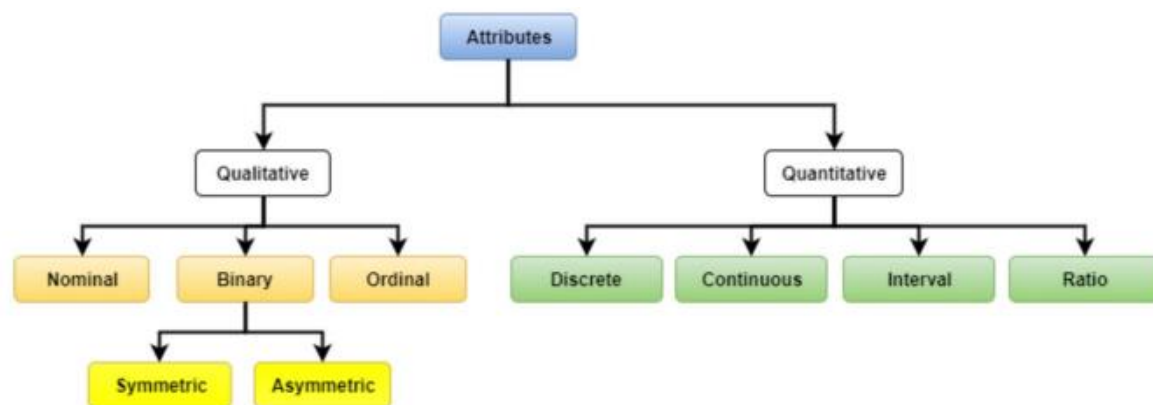 Attributes
Qualitative
Quantitative
Nominal
Binary
Ordinal
Discrete
Continuous
Interval
Ratio
Symmetric
Asymmetric